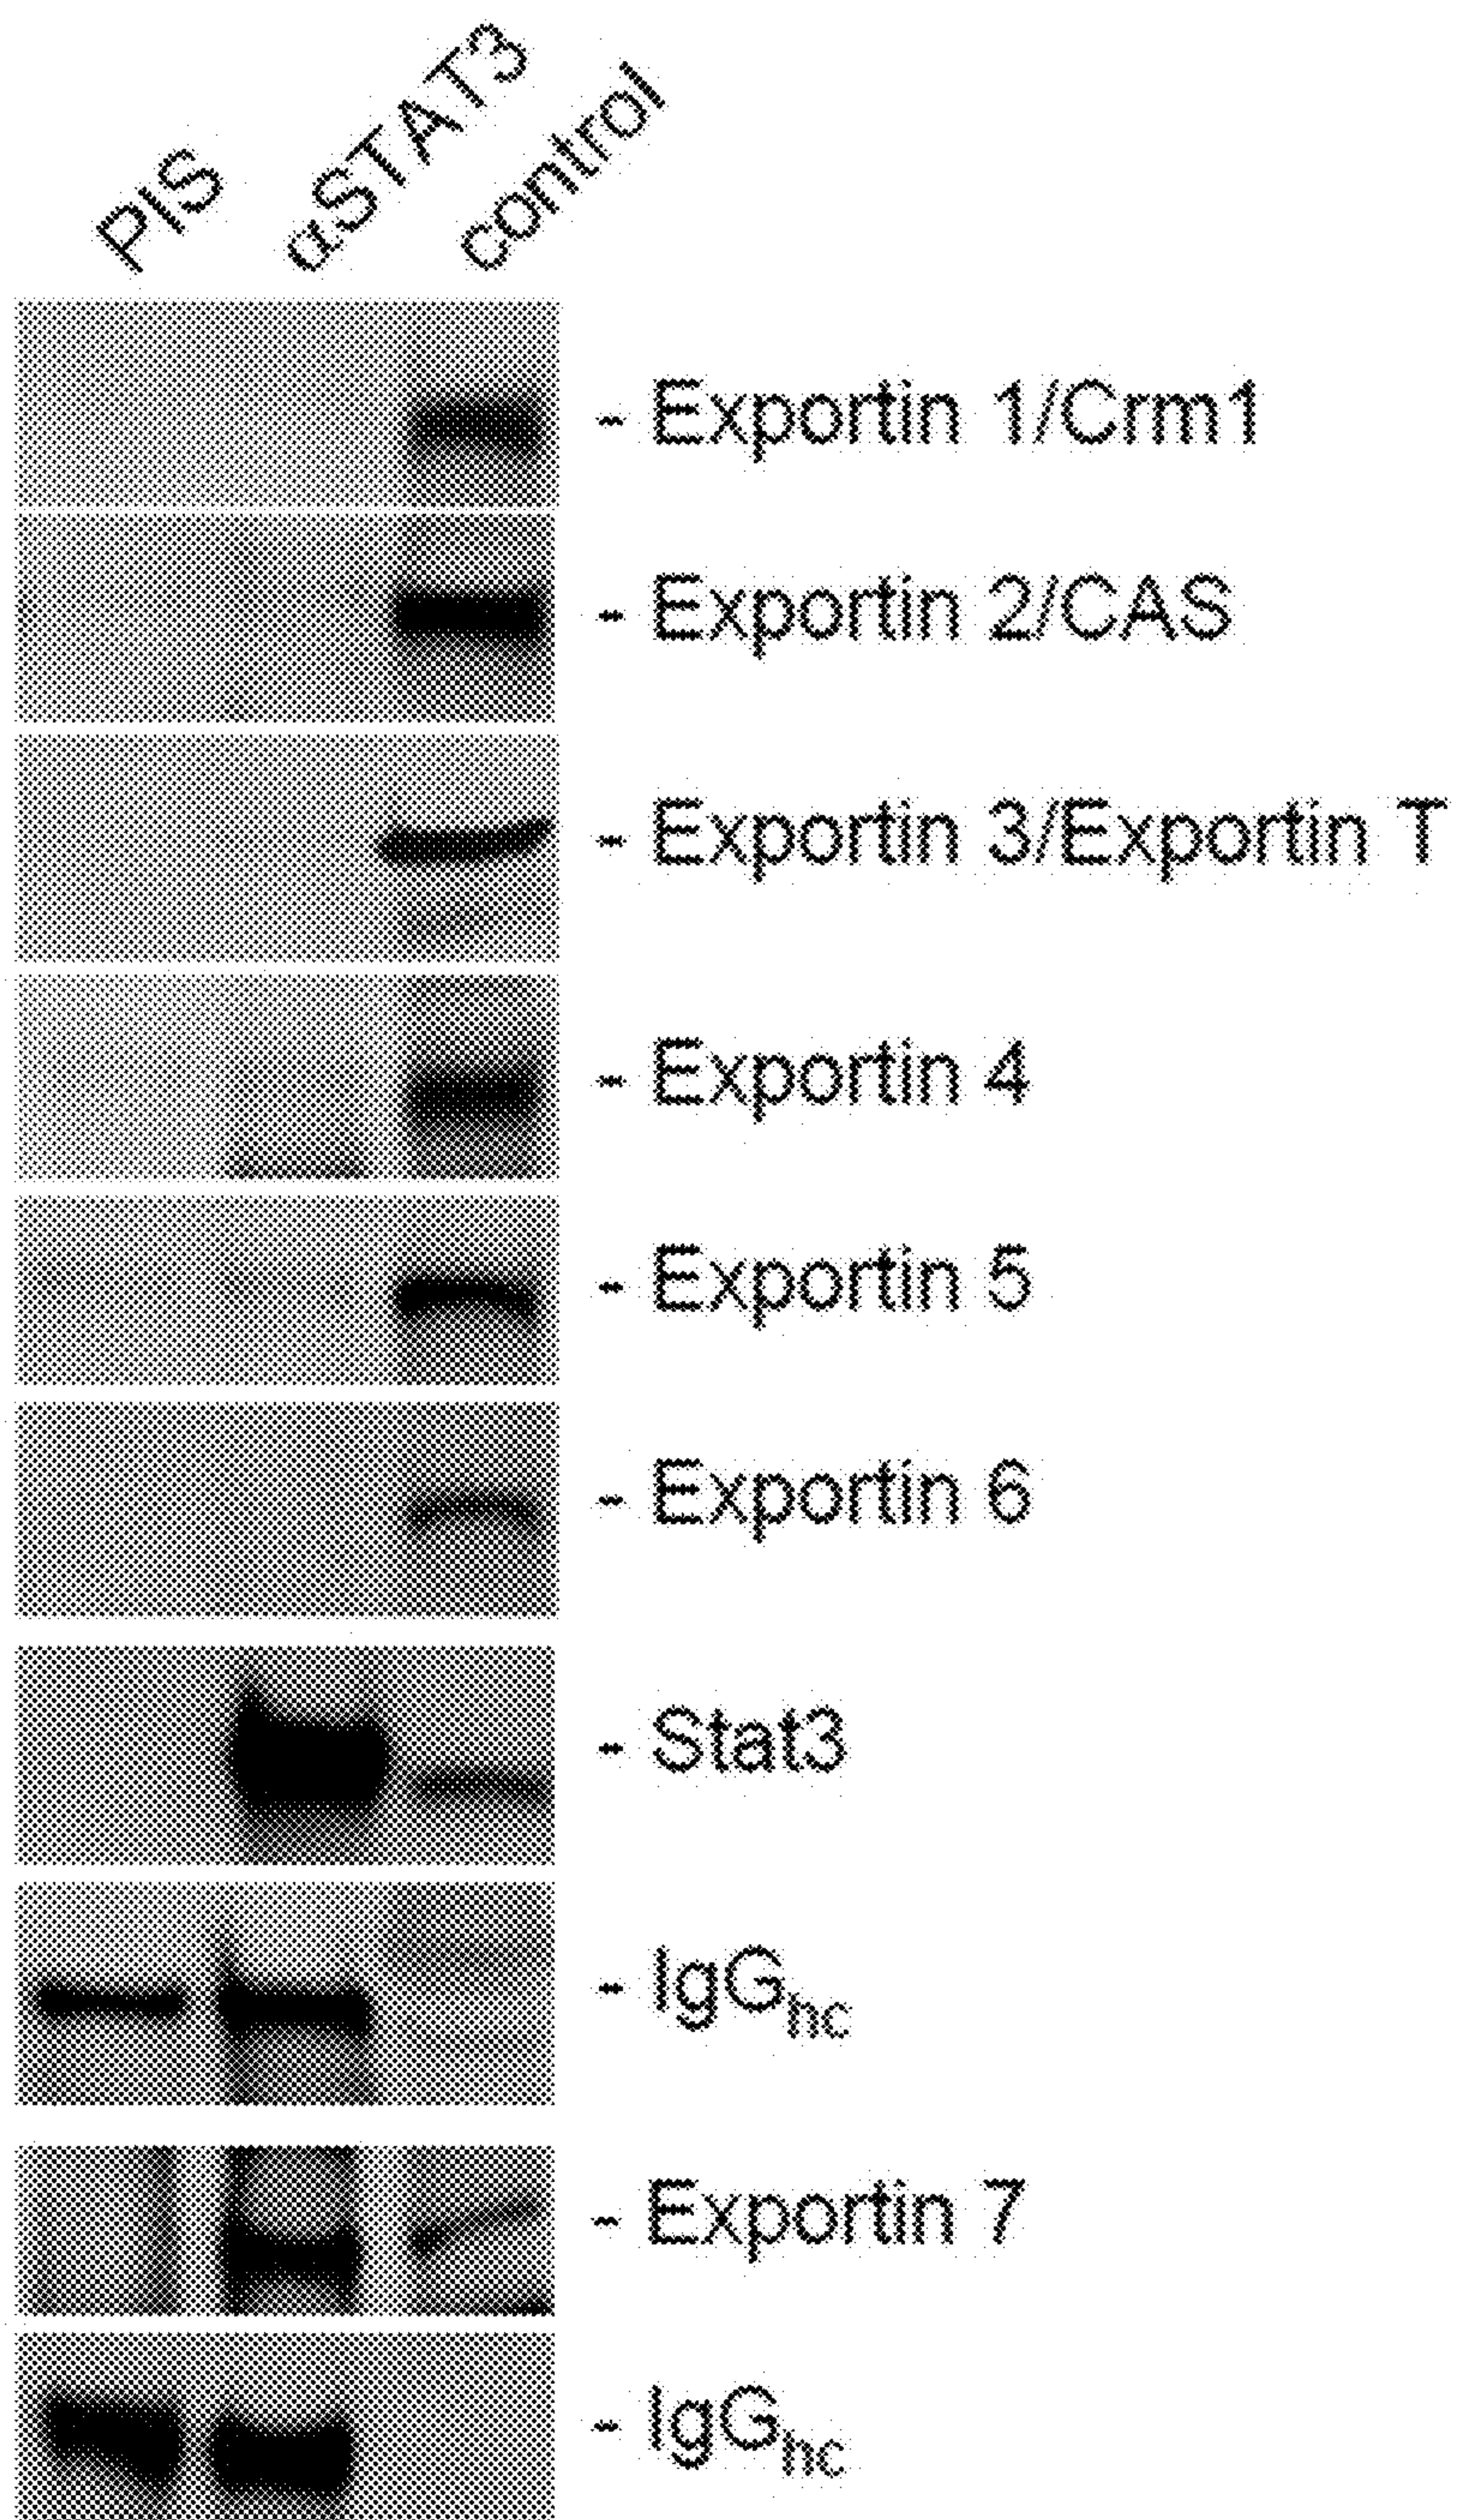 PIS
αSTAT3
control
- Exportin 1/Crm1
- Exportin 2/CAS
- Exportin 3/Exportin T
- Exportin 4
- Exportin 5
- Exportin 6
- Stat3
- IgGhc
- Exportin 7
- IgGhc